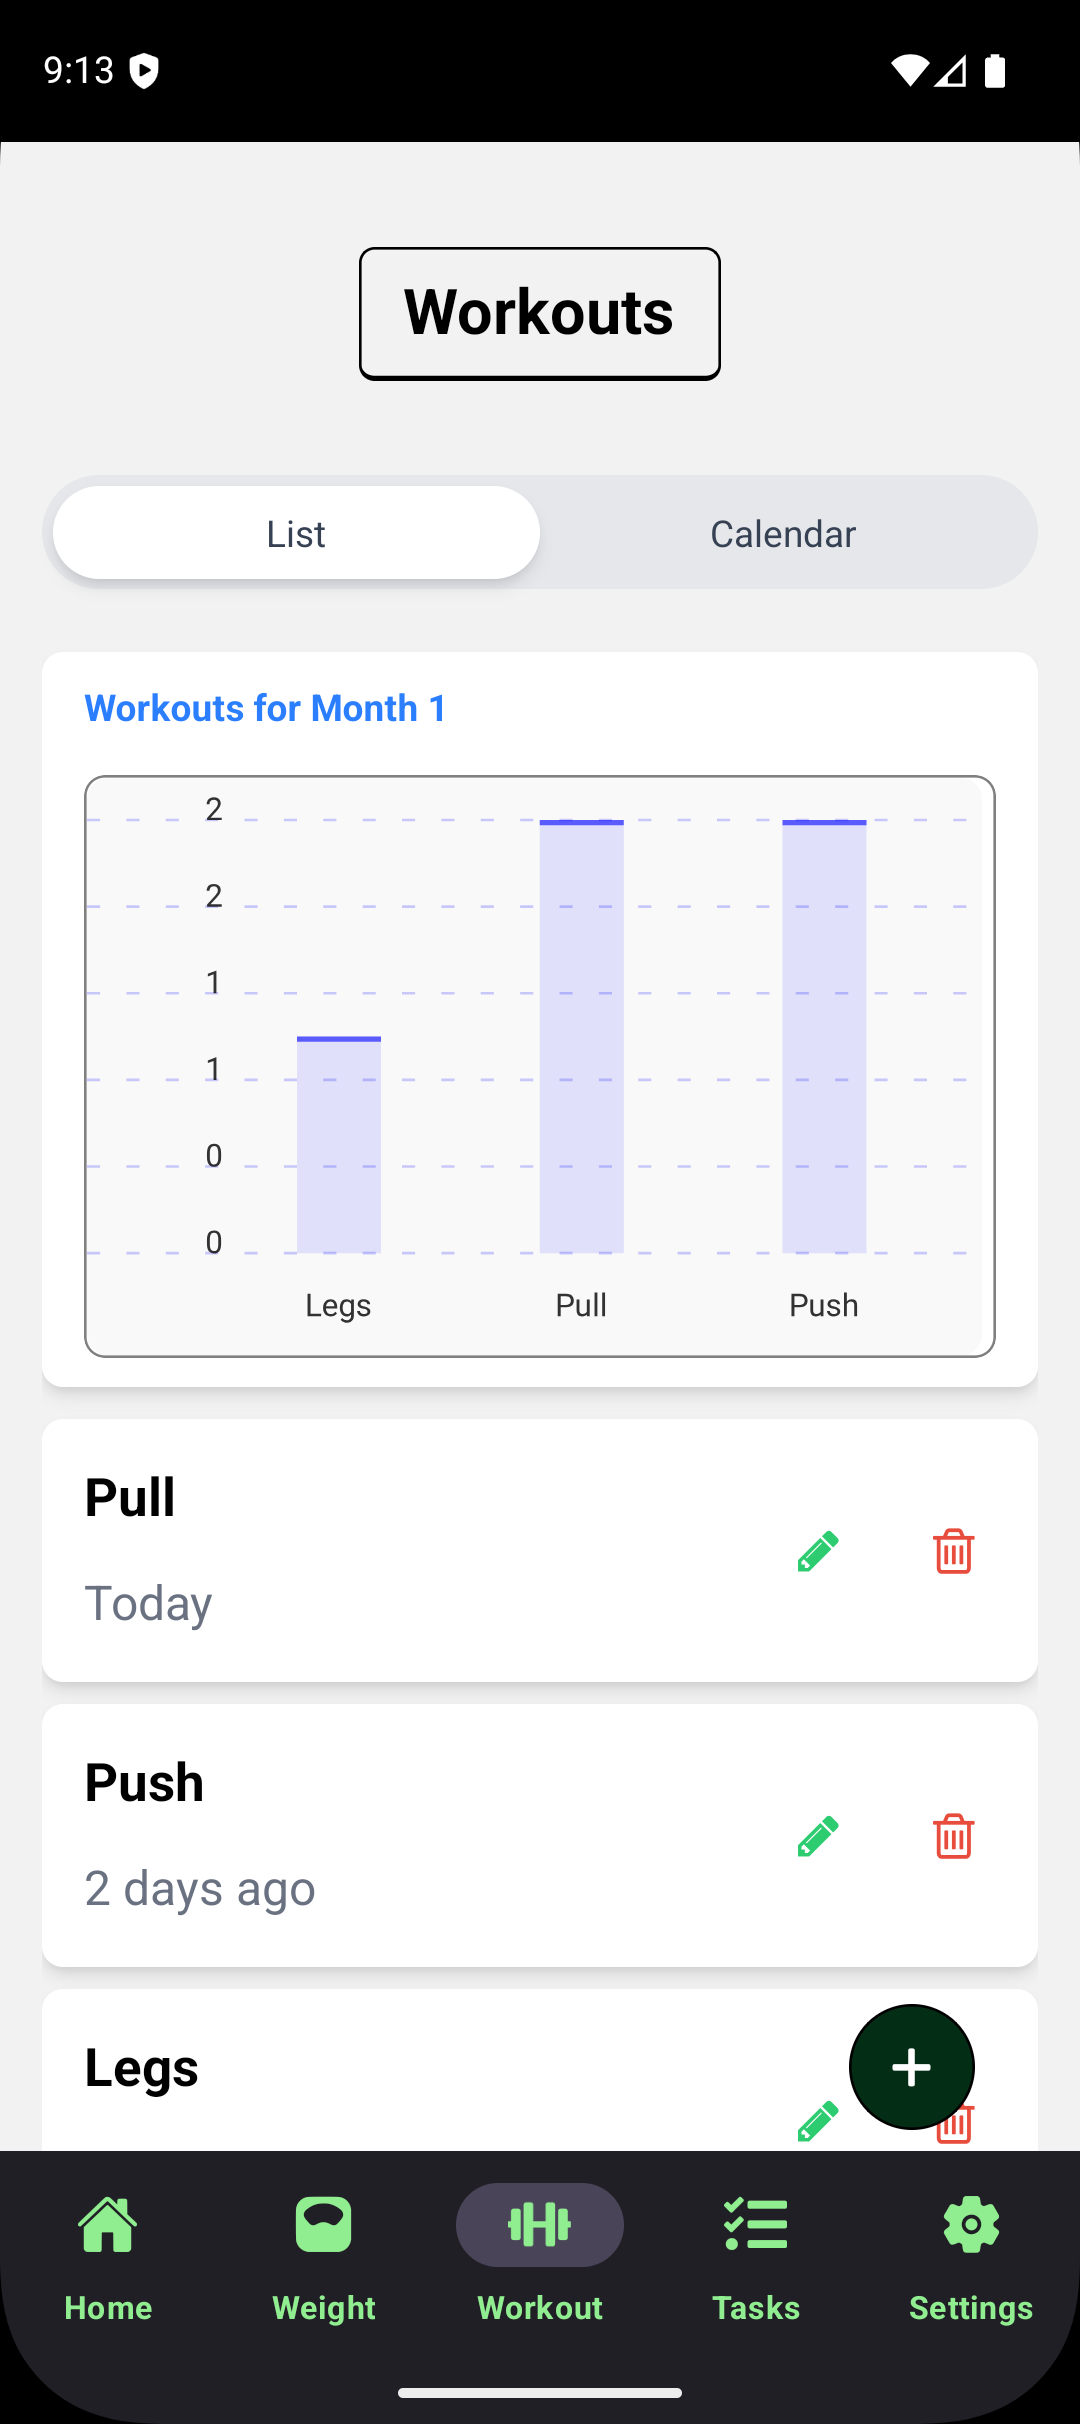 9:13
Workouts
List Calendar
Workouts for Month 1
2
2
1
1
0
0
Legs Pull Push
Pull
Today
Push
2 days ago
Legs
Home Weight Workout Tasks Settings